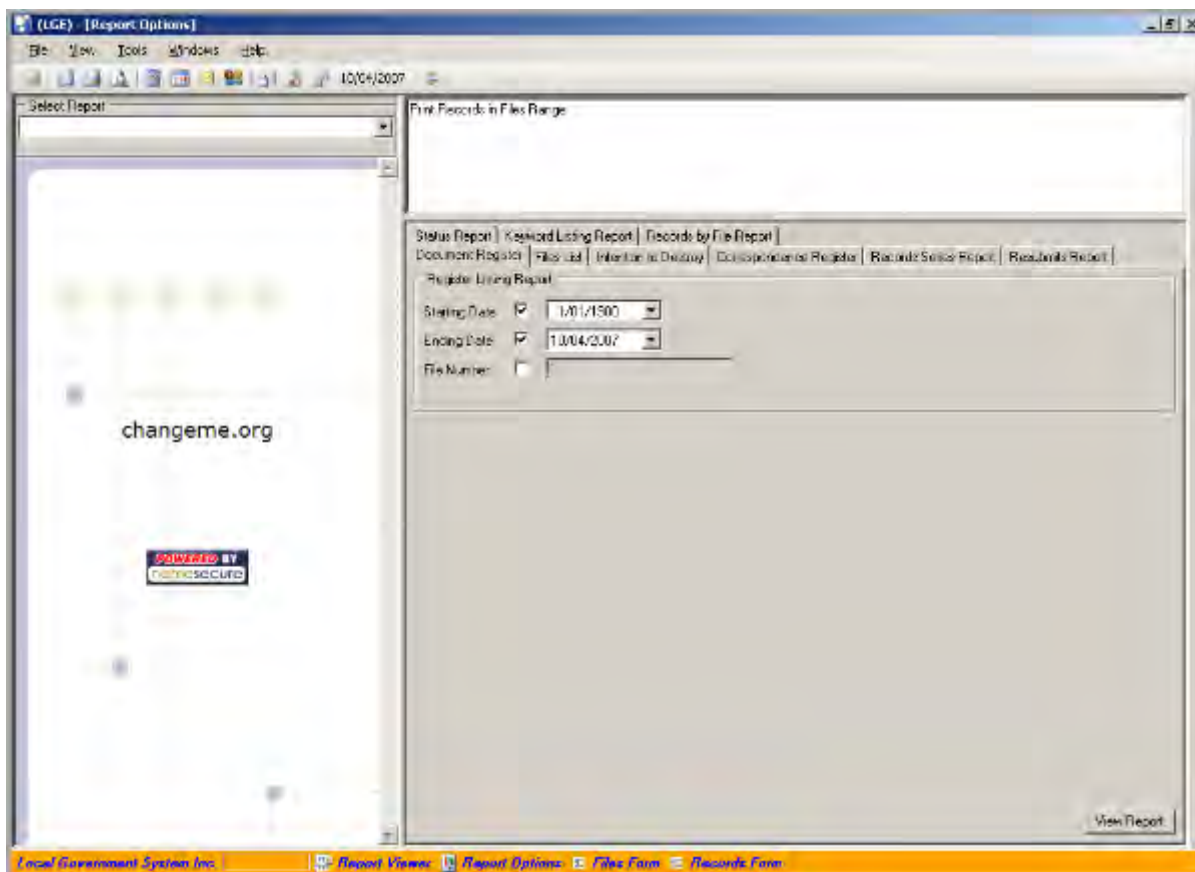 (LGE) - [Report Options]
File View Tools Windows Help
10/04/2007
Select Report
Print Records in Files Range
Status Report Keyword Listing Report Records by File Report
Document Register Files List Intention to Destroy Correspondence Register Records Series Report Resubmits Report
Register Listing Report
Starting Date 1/01/1900
Ending Date 10/04/2007
File Number
changeme.org
POWERED BY
namesecure
View Report
Local Government System Inc. Report Viewer Report Options Files Form Records Form